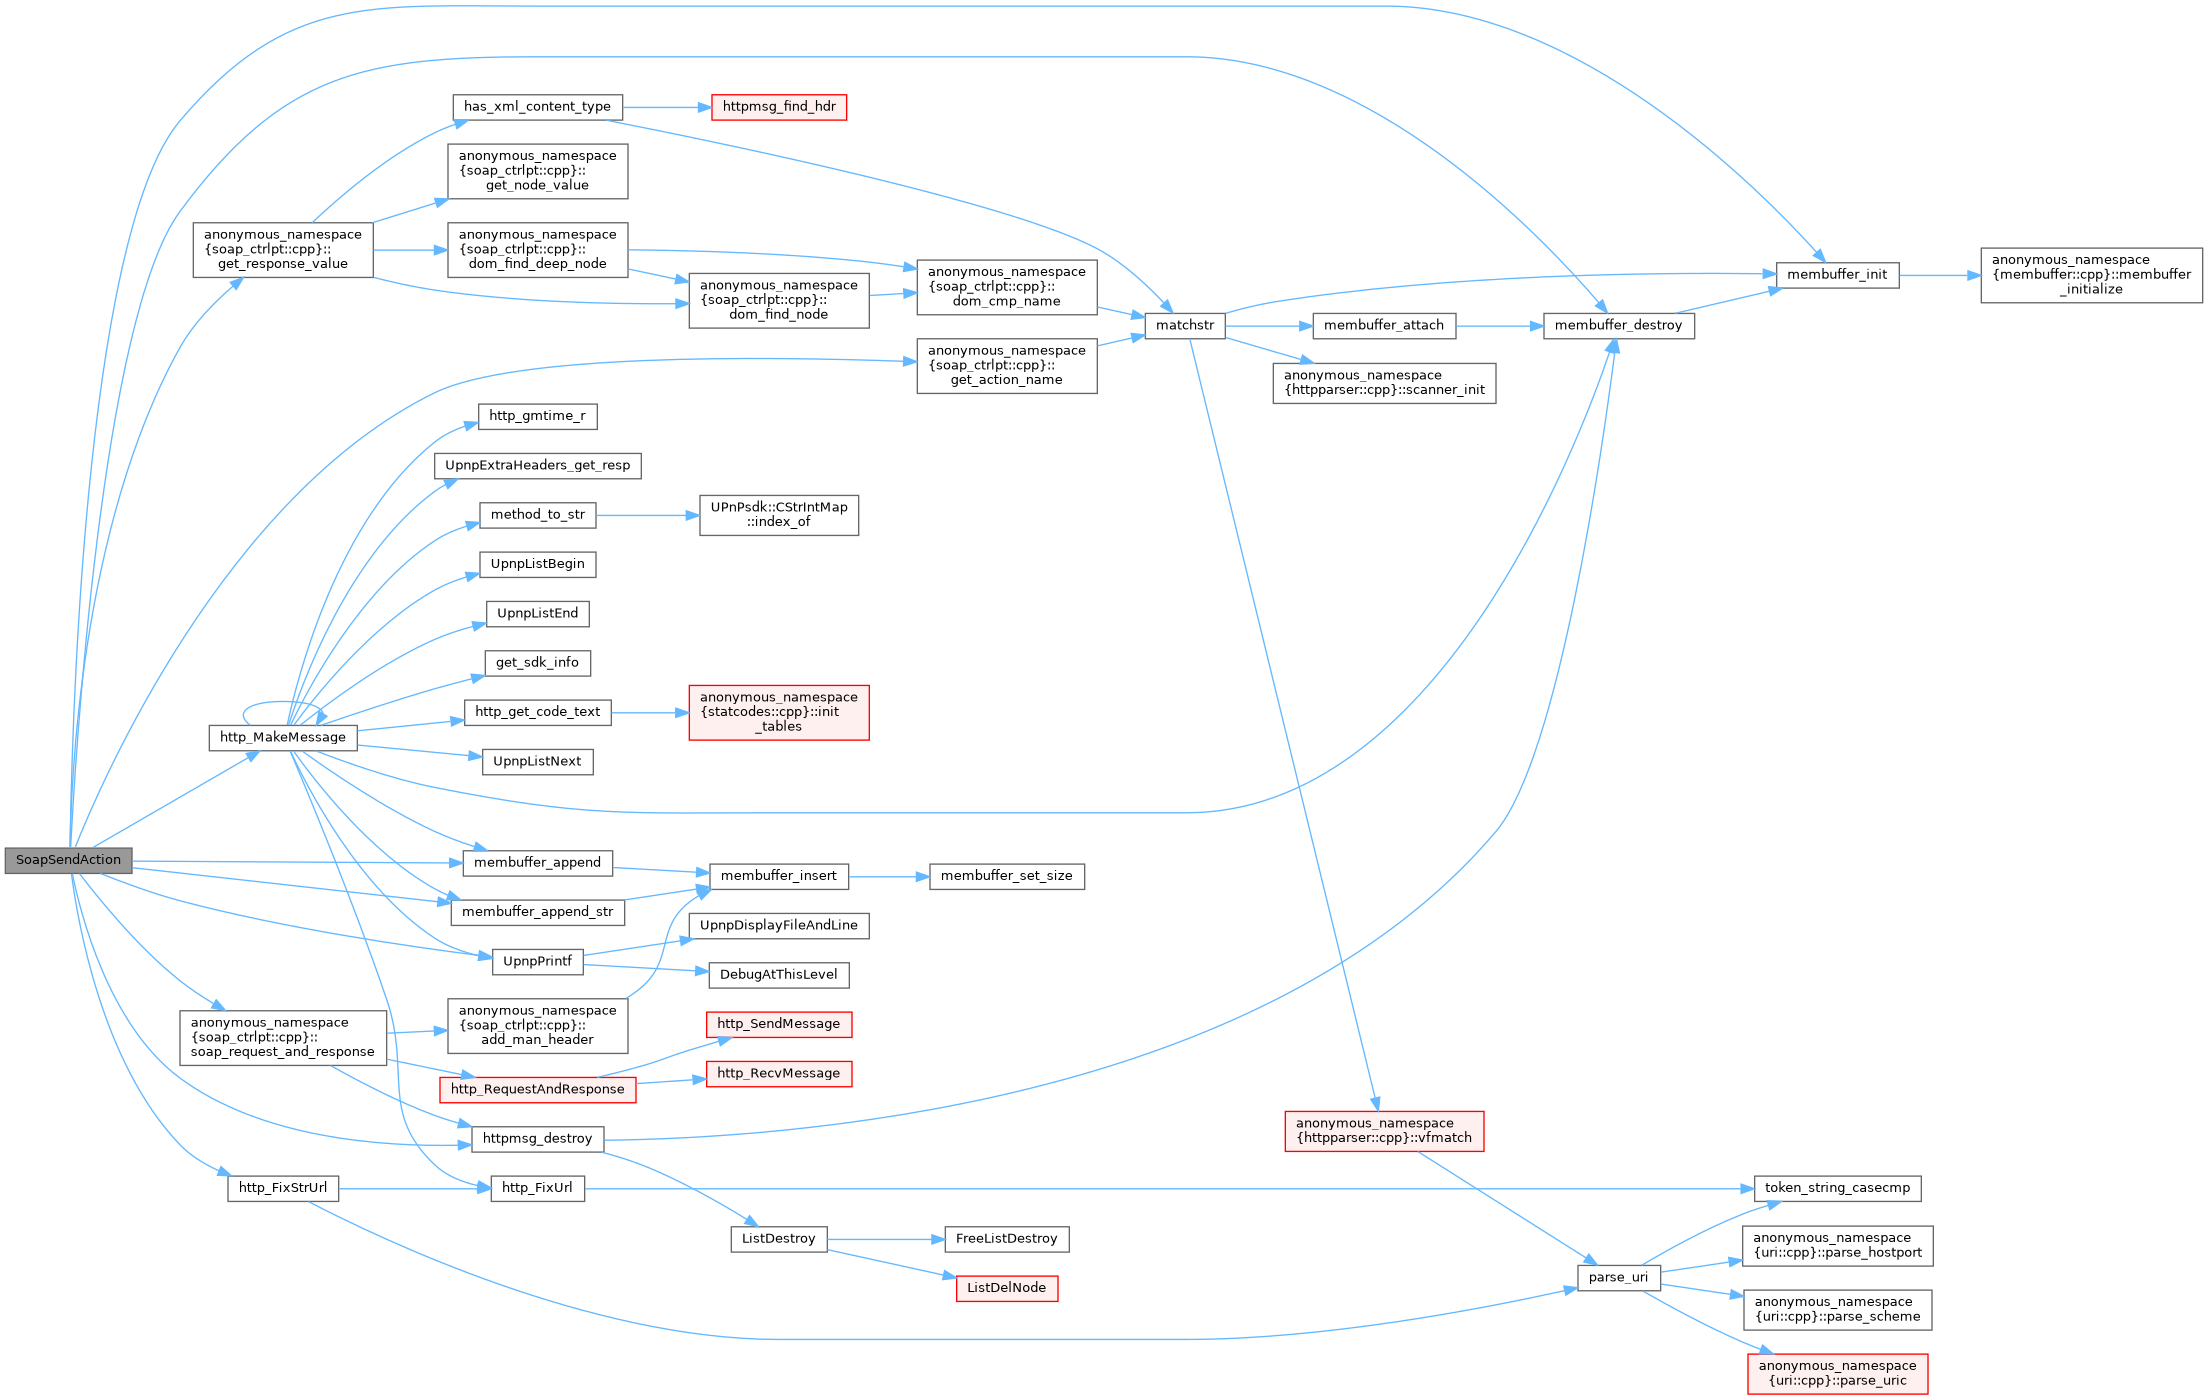 has_xml_content_type
httpmsg_find_hdr
anonymous_namespace
{soap_ctrlpt::cpp}::
get_node_value
anonymous_namespace
{soap_ctrlpt::cpp}::
get_response_value
anonymous_namespace
{soap_ctrlpt::cpp}::
dom_find_deep_node
anonymous_namespace
{soap_ctrlpt::cpp}::
dom_find_node
anonymous_namespace
{soap_ctrlpt::cpp}::
dom_cmp_name
membuffer_init
anonymous_namespace
{membuffer::cpp}::membuffer
_initialize
matchstr
membuffer_attach
membuffer_destroy
anonymous_namespace
{soap_ctrlpt::cpp}::
get_action_name
anonymous_namespace
{httpparser::cpp}::scanner_init
http_gmtime_r
UpnpExtraHeaders_get_resp
method_to_str
UPnPsdk::CStrIntMap
::index_of
UpnpListBegin
UpnpListEnd
get_sdk_info
http_get_code_text
anonymous_namespace
{statcodes::cpp}::init
_tables
http_MakeMessage
UpnpListNext
SoapSendAction
membuffer_append
membuffer_insert
membuffer_set_size
membuffer_append_str
UpnpDisplayFileAndLine
UpnpPrintf
DebugAtThisLevel
anonymous_namespace
{soap_ctrlpt::cpp}::
soap_request_and_response
anonymous_namespace
{soap_ctrlpt::cpp}::
add_man_header
http_SendMessage
http_RequestAndResponse
http_RecvMessage
httpmsg_destroy
anonymous_namespace
{httpparser::cpp}::vfmatch
http_FixStrUrl
http_FixUrl
token_string_casecmp
ListDestroy
FreeListDestroy
anonymous_namespace
{uri::cpp}::parse_hostport
ListDelNode
parse_uri
anonymous_namespace
{uri::cpp}::parse_scheme
anonymous_namespace
{uri::cpp}::parse_uric